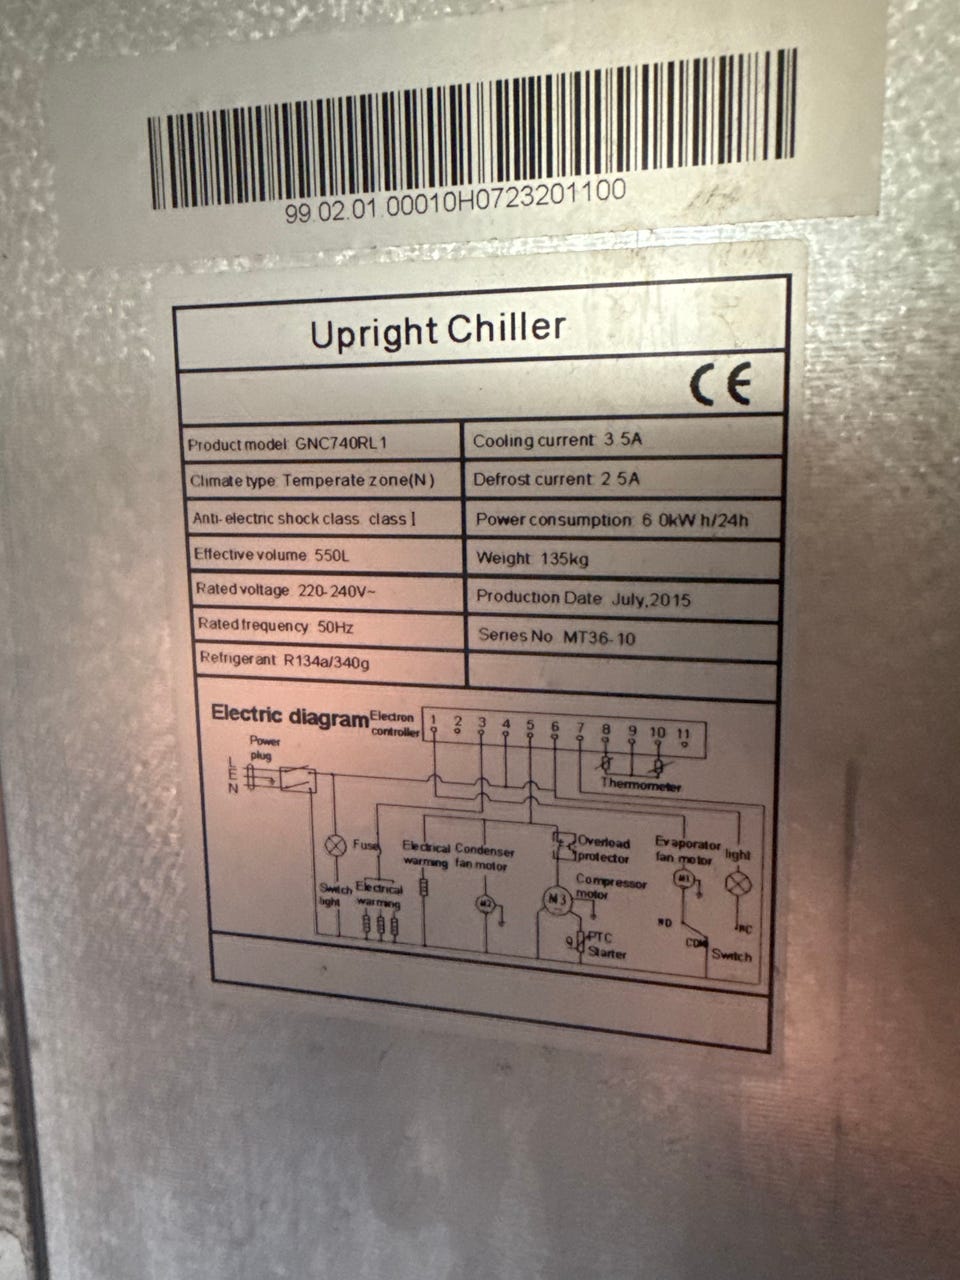 99.02.01.00010H0723201100
Upright Chiller
CE
Product model: GNC740RL1
Cooling current: 3.5A
Climate type: Temperate zone(N)
Defrost current: 2.5A
Anti-electric shock class: class I
Power consumption: 6.0kW.h/24h
Effective volume: 550L
Weight: 135kg
Rated voltage: 220-240V~
Production Date: July,2015
Rated frequency: 50Hz
Series No: MT36-10
Refrigerant: R134a/340g
Electric diagram
Electron
controller
1 2 3 4 5 6 7 8 9 10 11
Power
plug
L
E
N
Thermometer
Fuse
Switch
light
Electrical
warming
Electrical
warming
Condenser
fan motor
M2
Overload
protector
Compressor
motor
M3
PTC
Starter
Evaporator
fan motor
M1
light
NO
NC
COM
Switch